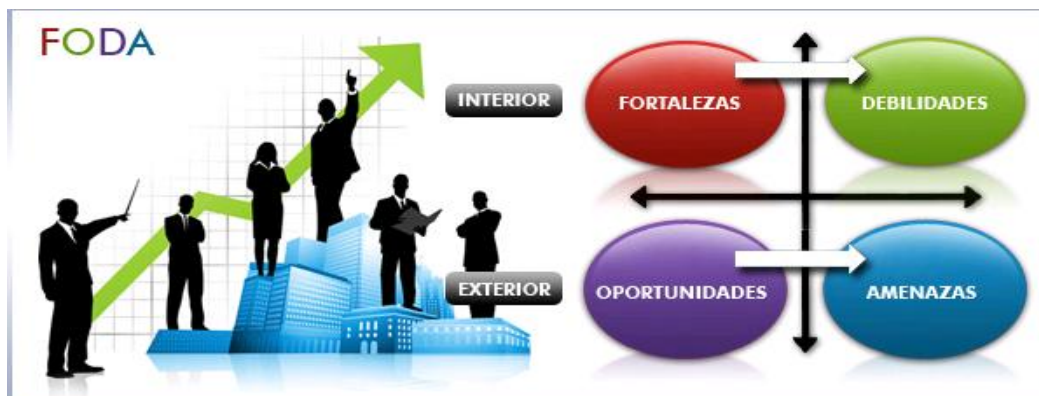 FODA
INTERIOR
FORTALEZAS
DEBILIDADES
EXTERIOR
OPORTUNIDADES
AMENAZAS